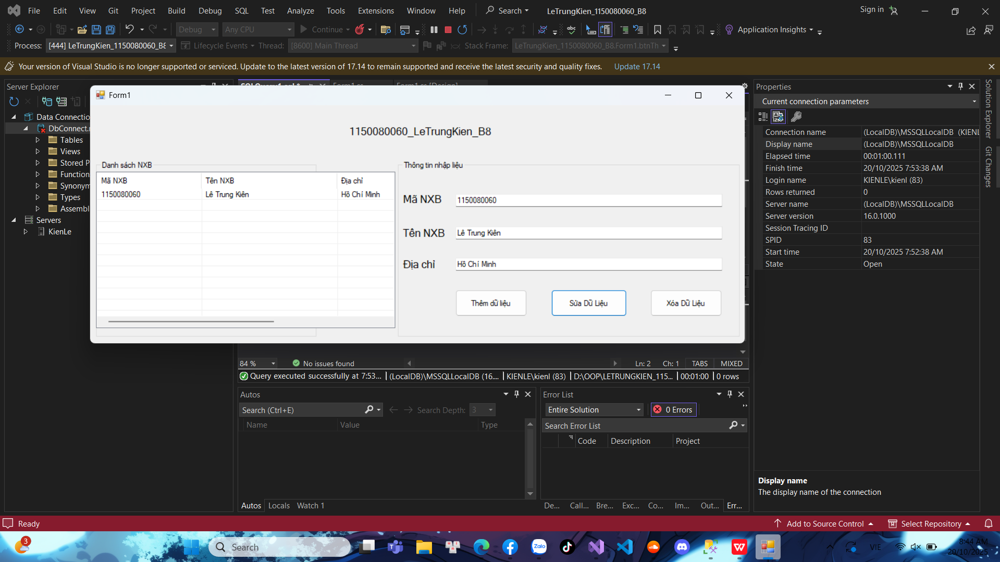 File Edit View Git Project Build Debug SQL Test Analyze Tools Extensions Window Help Search LeTrungKien_1150080060_B8 Sign in
Debug Any CPU Continue Application Insights
Process: [444] LeTrungKien_1150080060_B8 Lifecycle Events Thread: [8600] Main Thread Stack Frame: LeTrungKien_1150080060_B8.Form1.btnTh
Your version of Visual Studio is no longer supported or serviced. Update to the latest version of 17.14 to remain supported and receive the latest security and quality fixes. Update 17.14
Server Explorer
Data Connectio
DbConnect.
Tables
Views
Stored P
Function
Synonym
Types
Assembl
Servers
KienLe
Form1
1150080060_LeTrungKien_B8
Danh sách NXB
Mã NXB Tên NXB Địa chỉ
1150080060 Lê Trung Kiên Hồ Chí Minh
Thông tin nhập liệu
Mã NXB 1150080060
Tên NXB Lê Trung Kiên
Địa chỉ Hồ Chí Minh
Thêm dữ liệu Sửa Dữ Liệu Xóa Dữ Liệu
84 % No issues found Ln: 2 Ch: 1 TABS MIXED
Query executed successfully at 7:53... (LocalDB)\MSSQLLocalDB (16.... KIENLE\kienl (83) D:\OOP\LETRUNGKIEN_115... 00:01:00 0 rows
Autos
Search (Ctrl+E) Search Depth: 3
Name Value Type
Autos Locals Watch 1
Error List
Entire Solution 0 Errors
Search Error List
Code Description Project
De... Call... Bre... Exc... Co... Im... Out... Err...
Properties
Current connection parameters
Connection name (LocalDB)\MSSQLLocalDB (KIENL
Display name (LocalDB)\MSSQLLocalDB
Elapsed time 00:01:00.111
Finish time 20/10/2025 7:53:38 AM
Login name KIENLE\kienl (83)
Rows returned 0
Server name (LocalDB)\MSSQLLocalDB
Server version 16.0.1000
Session Tracing ID
SPID 83
Start time 20/10/2025 7:52:38 AM
State Open
Display name
The display name of the connection
Solution Explorer
Git Changes
Ready Add to Source Control Select Repository
3 Search Zalo VIE 8:44 AM
20/10/2025